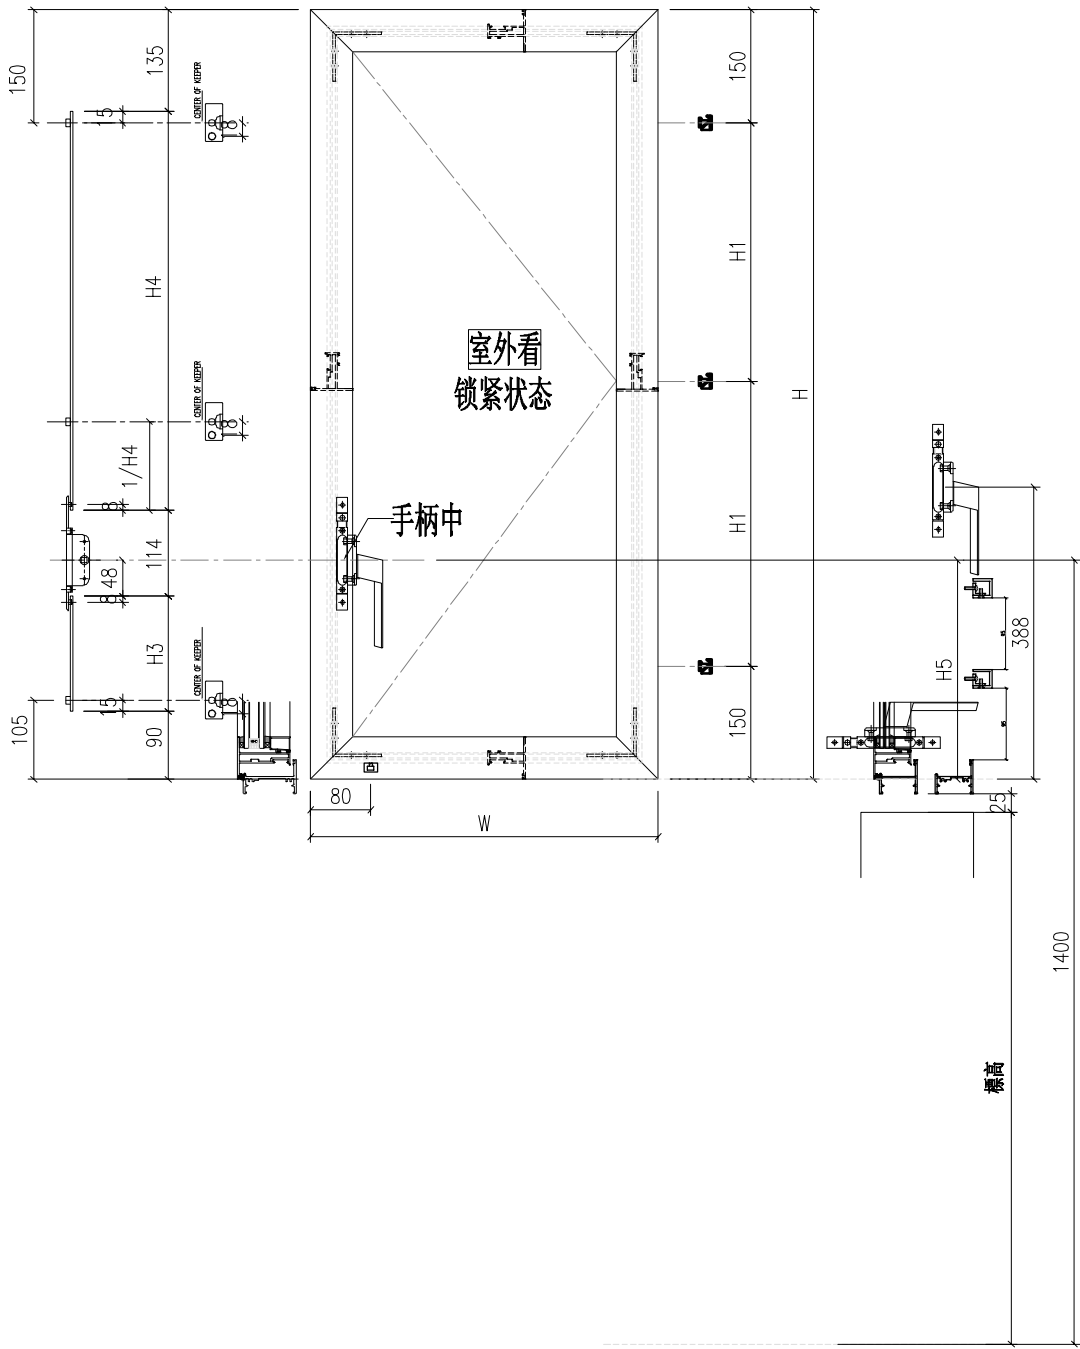 150
135
15
CENTER OF KEEPER
150
H4
H1
H
室外看
锁紧状态
CENTER OF KEEPER
1/H4
8
手柄中
114
48
8
H1
388
H5
H3
CENTER OF KEEPER
15
105
90
150
80
W
25
1400
標高